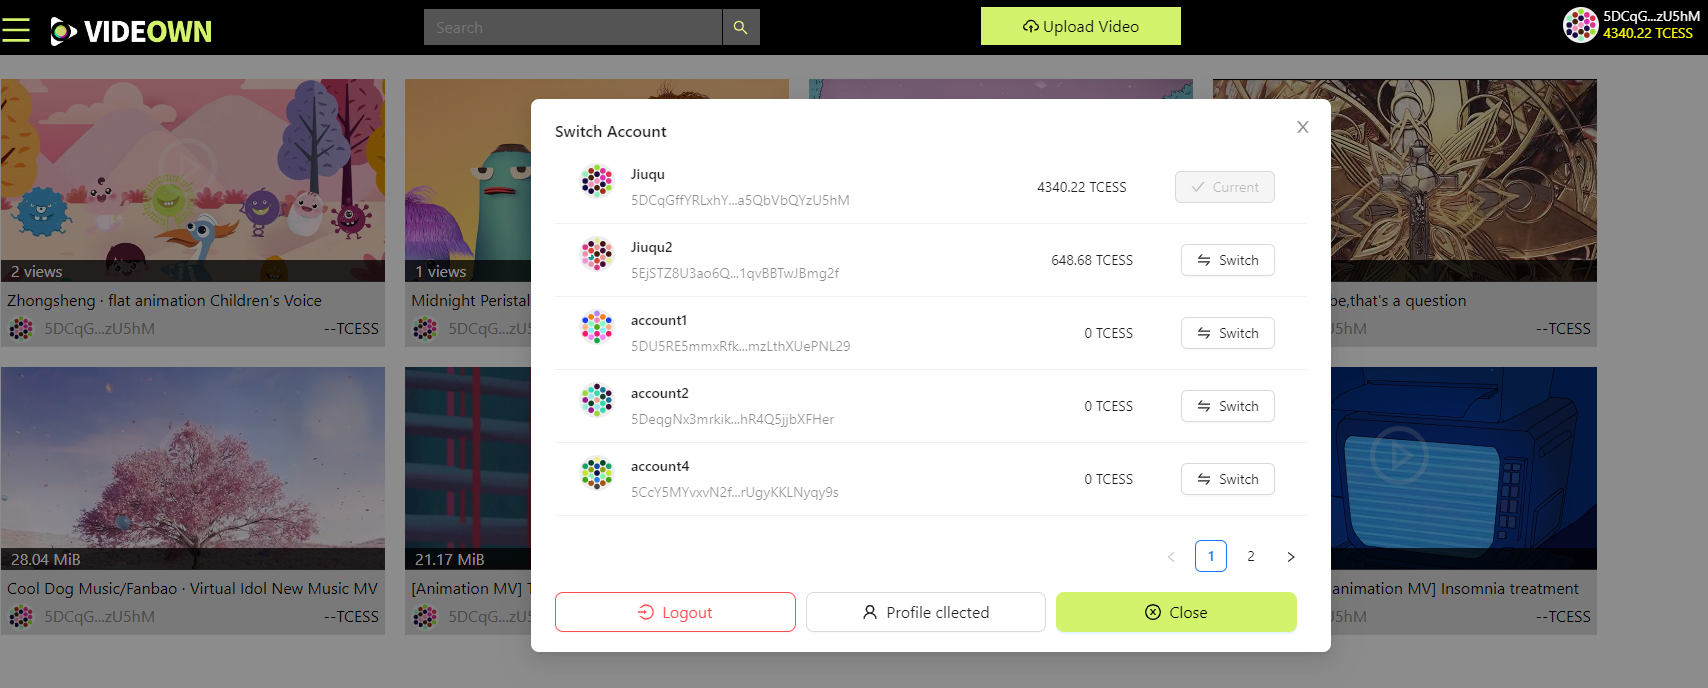 VIDEOWN
Search
Upload Video
5DCqG...zU5hM
4340.22 TCESS
Switch Account
Jiuqu
5DCqGffYRLxhY...a5QbVbQYzU5hM
4340.22 TCESS
Current
Jiuqu2
5EjSTZ8U3ao6Q...1qvBBTwJBmg2f
648.68 TCESS
Switch
account1
5DU5RE5mmxRfk...mzLthXUePNL29
0 TCESS
Switch
account2
5DeqgNx3mrkik...hR4Q5jjbXFHer
0 TCESS
Switch
account4
5CcY5MYvxvN2f...rUgyKKLNyqy9s
0 TCESS
Switch
1
2
Logout
Profile cllected
Close
2 views
Zhongsheng · flat animation Children's Voice
5DCqG...zU5hM
--TCESS
1 views
Midnight Peristal
5DCqG...zU5
be,that's a question
U5hM
--TCESS
28.04 MiB
Cool Dog Music/Fanbao · Virtual Idol New Music MV
5DCqG...zU5hM
--TCESS
21.17 MiB
[Animation MV] T
5DCqG...zU5
animation MV] Insomnia treatment
U5hM
--TCESS